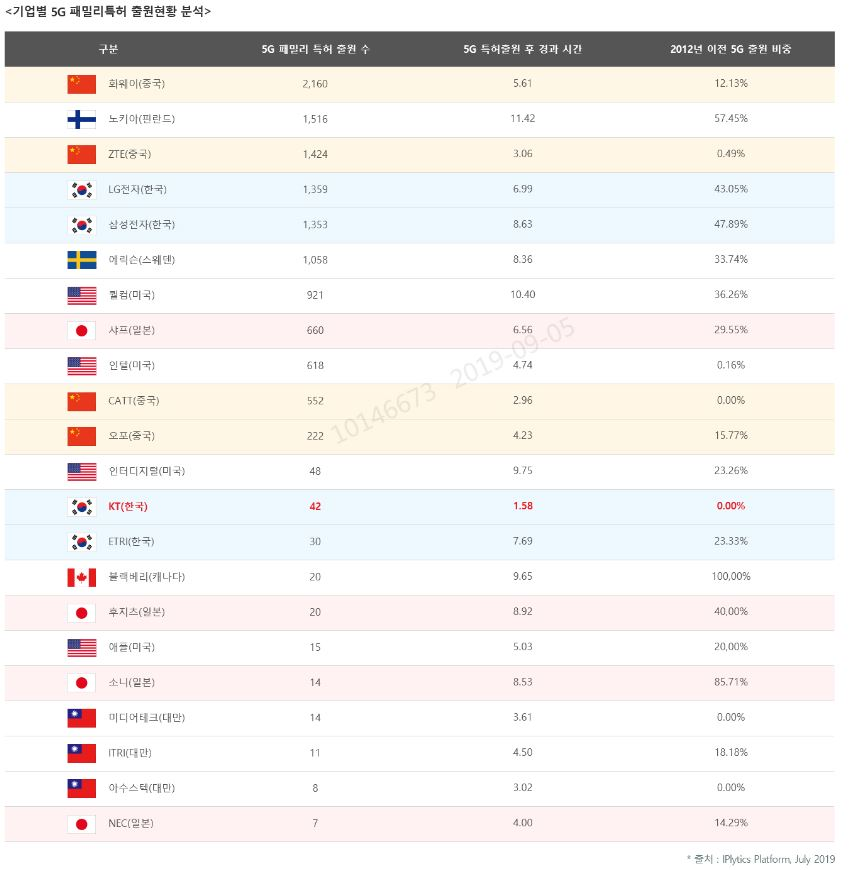 <기업별 5G 패밀리특허 출원현황 분석>
구분 5G 패밀리 특허 출원 수 5G 특허출원 후 경과 시간 2012년 이전 5G 출원 비중
화웨이(중국) 2,160 5.61 12.13%
노키아(핀란드) 1,516 11.42 57.45%
ZTE(중국) 1,424 3.06 0.49%
LG전자(한국) 1,359 6.99 43.05%
삼성전자(한국) 1,353 8.63 47.89%
에릭슨(스웨덴) 1,058 8.36 33.74%
퀄컴(미국) 921 10.40 36.26%
샤프(일본) 660 6.56 29.55%
인텔(미국) 618 4.74 0.16%
CATT(중국) 552 2.96 0.00%
오포(중국) 222 4.23 15.77%
인터디지털(미국) 48 9.75 23.26%
KT(한국) 42 1.58 0.00%
ETRI(한국) 30 7.69 23.33%
블랙베리(캐나다) 20 9.65 100,00%
후지츠(일본) 20 8.92 40,00%
애플(미국) 15 5.03 20,00%
소니(일본) 14 8.53 85.71%
미디어테크(대만) 14 3.61 0.00%
ITRI(대만) 11 4.50 18.18%
아수스텍(대만) 8 3.02 0.00%
NEC(일본) 7 4.00 14.29%
* 출처 : IPlytics Platform, July 2019
10146673 2019-09-05